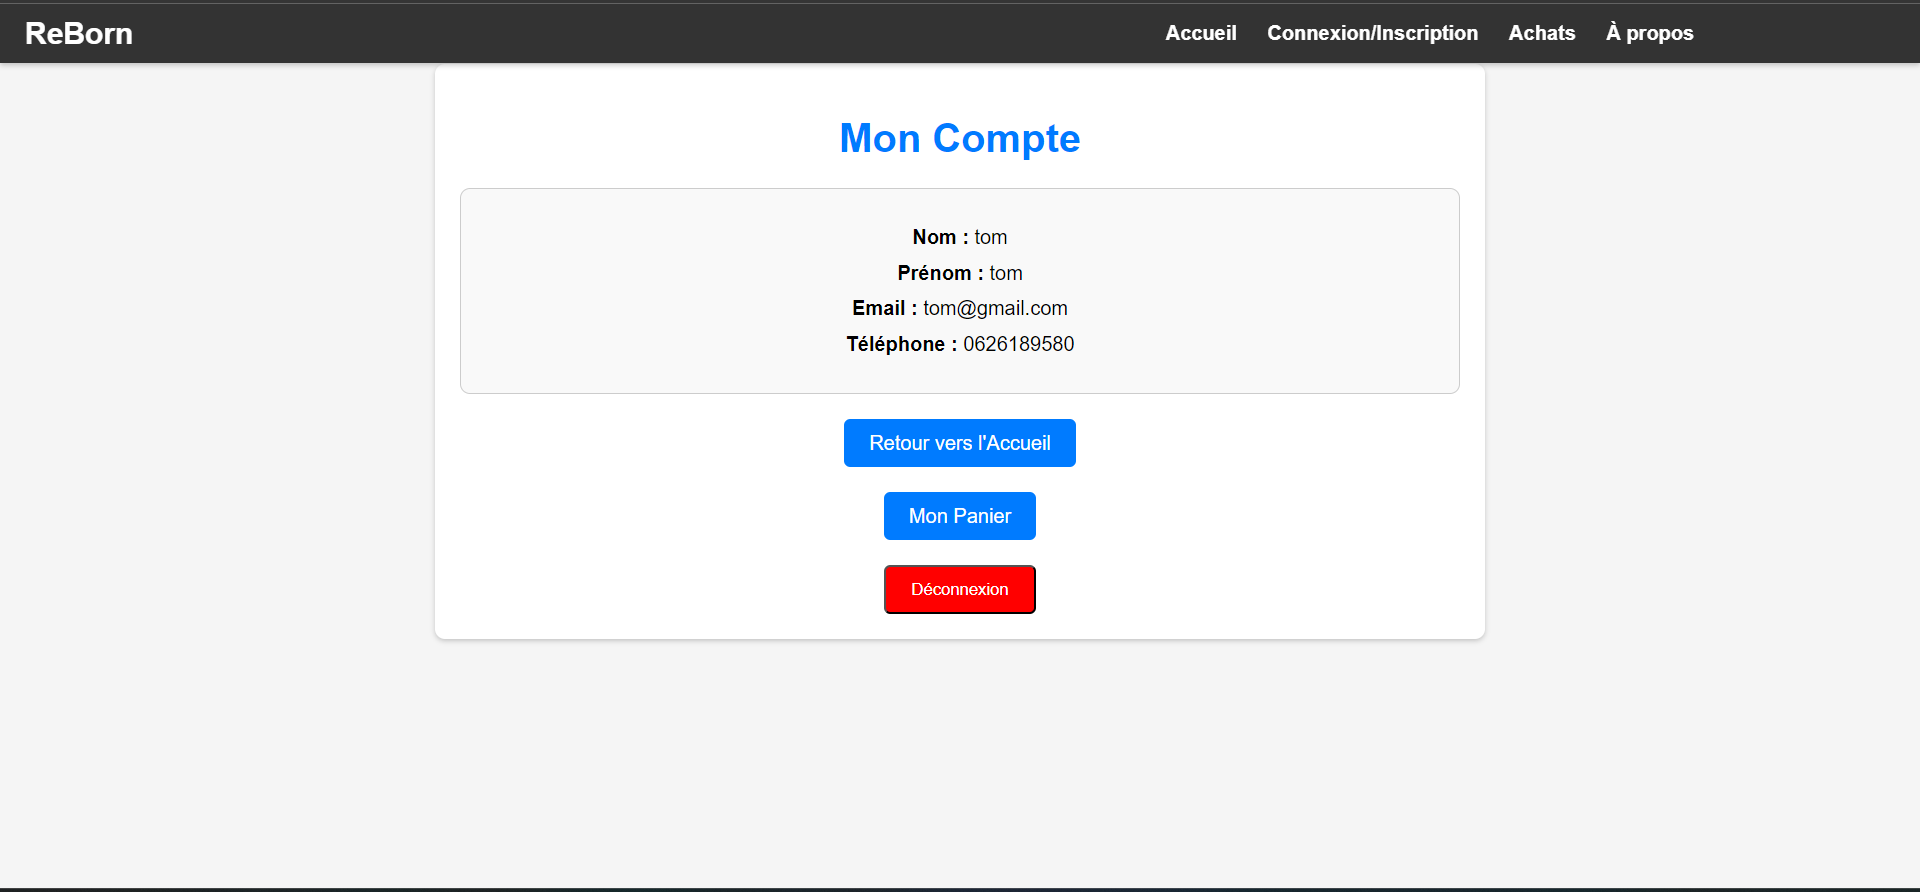 ReBorn
Accueil Connexion/Inscription Achats À propos
Mon Compte
Nom : tom
Prénom : tom
Email : tom@gmail.com
Téléphone : 0626189580
Retour vers l'Accueil
Mon Panier
Déconnexion